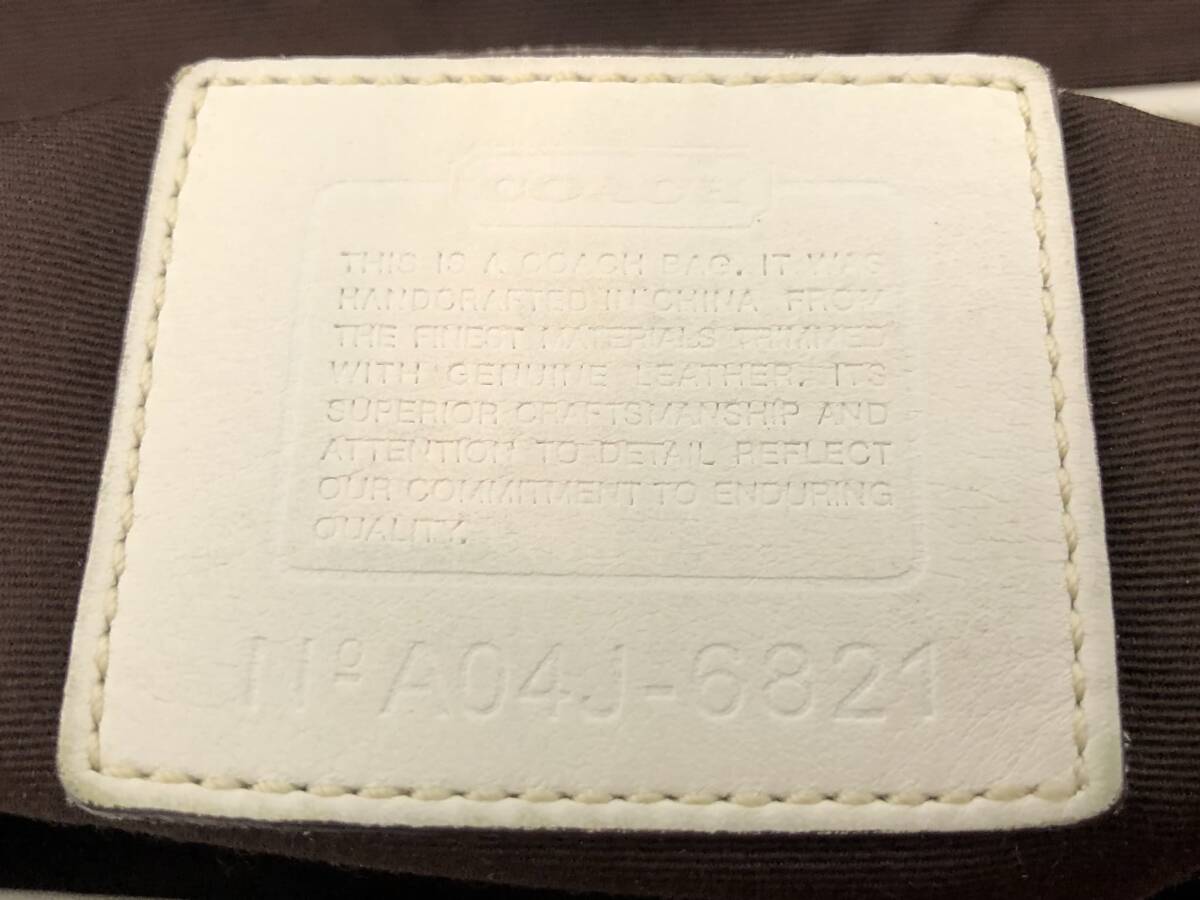 COACH
THIS IS A COACH BAG. IT WAS
HANDCRAFTED IN CHINA FROM
THE FINEST MATERIALS TRIMMED
WITH GENUINE LEATHER. ITS
SUPERIOR CRAFTSMANSHIP AND
ATTENTION TO DETAIL REFLECT
OUR COMMITMENT TO ENDURING
QUALITY.
Nº A04J-6821